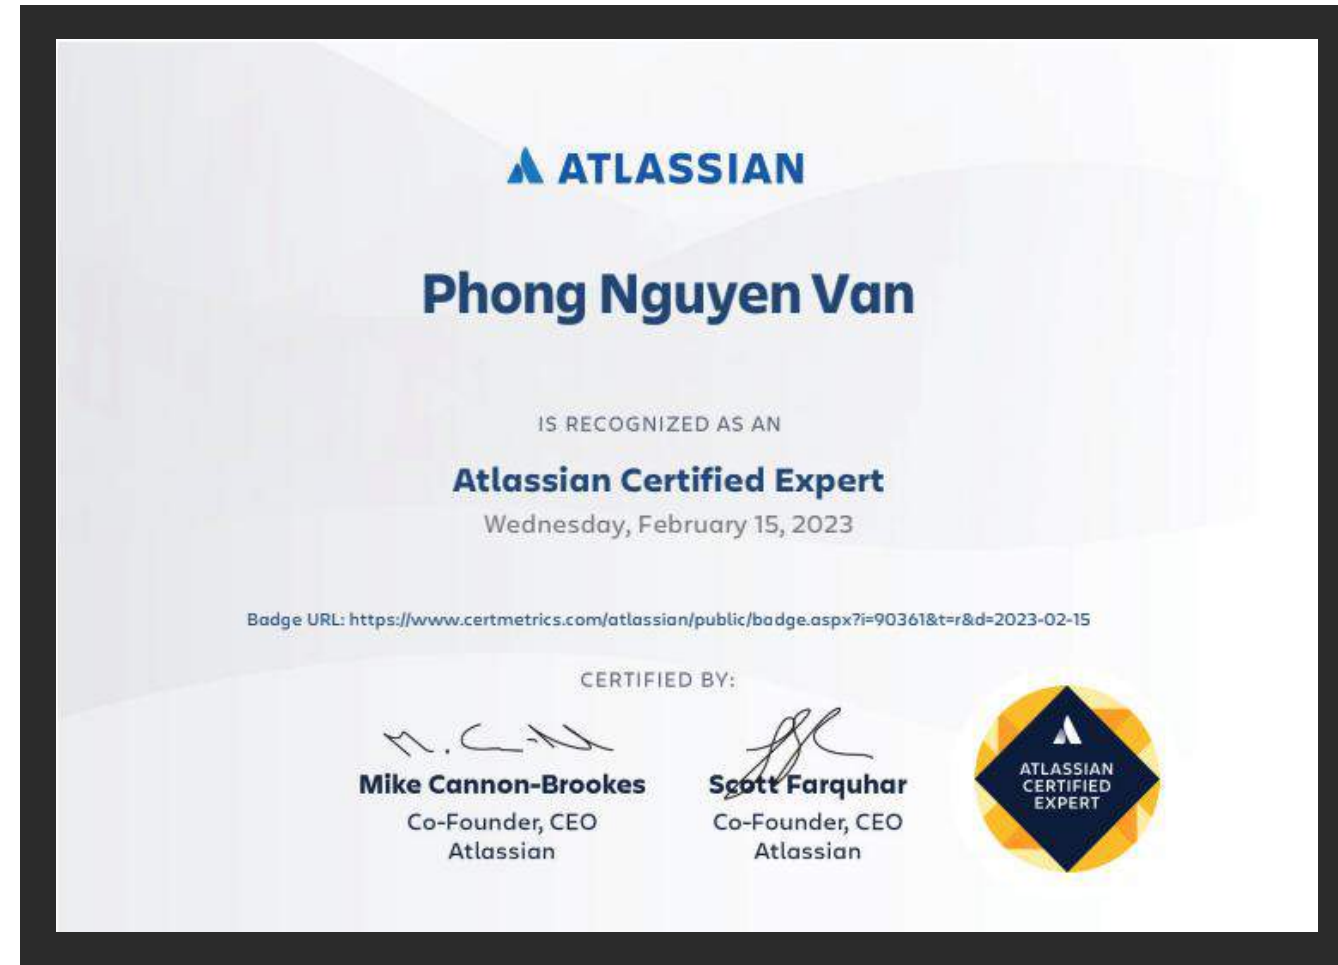 ATLASSIAN
Phong Nguyen Van
IS RECOGNIZED AS AN
Atlassian Certified Expert
Wednesday, February 15, 2023
Badge URL: https://www.certmetrics.com/atlassian/public/badge.aspx?i=90361&t=r&d=2023-02-15
CERTIFIED BY:
Mike Cannon-Brookes
Co-Founder, CEO
Atlassian
Scott Farquhar
Co-Founder, CEO
Atlassian
ATLASSIAN
CERTIFIED
EXPERT